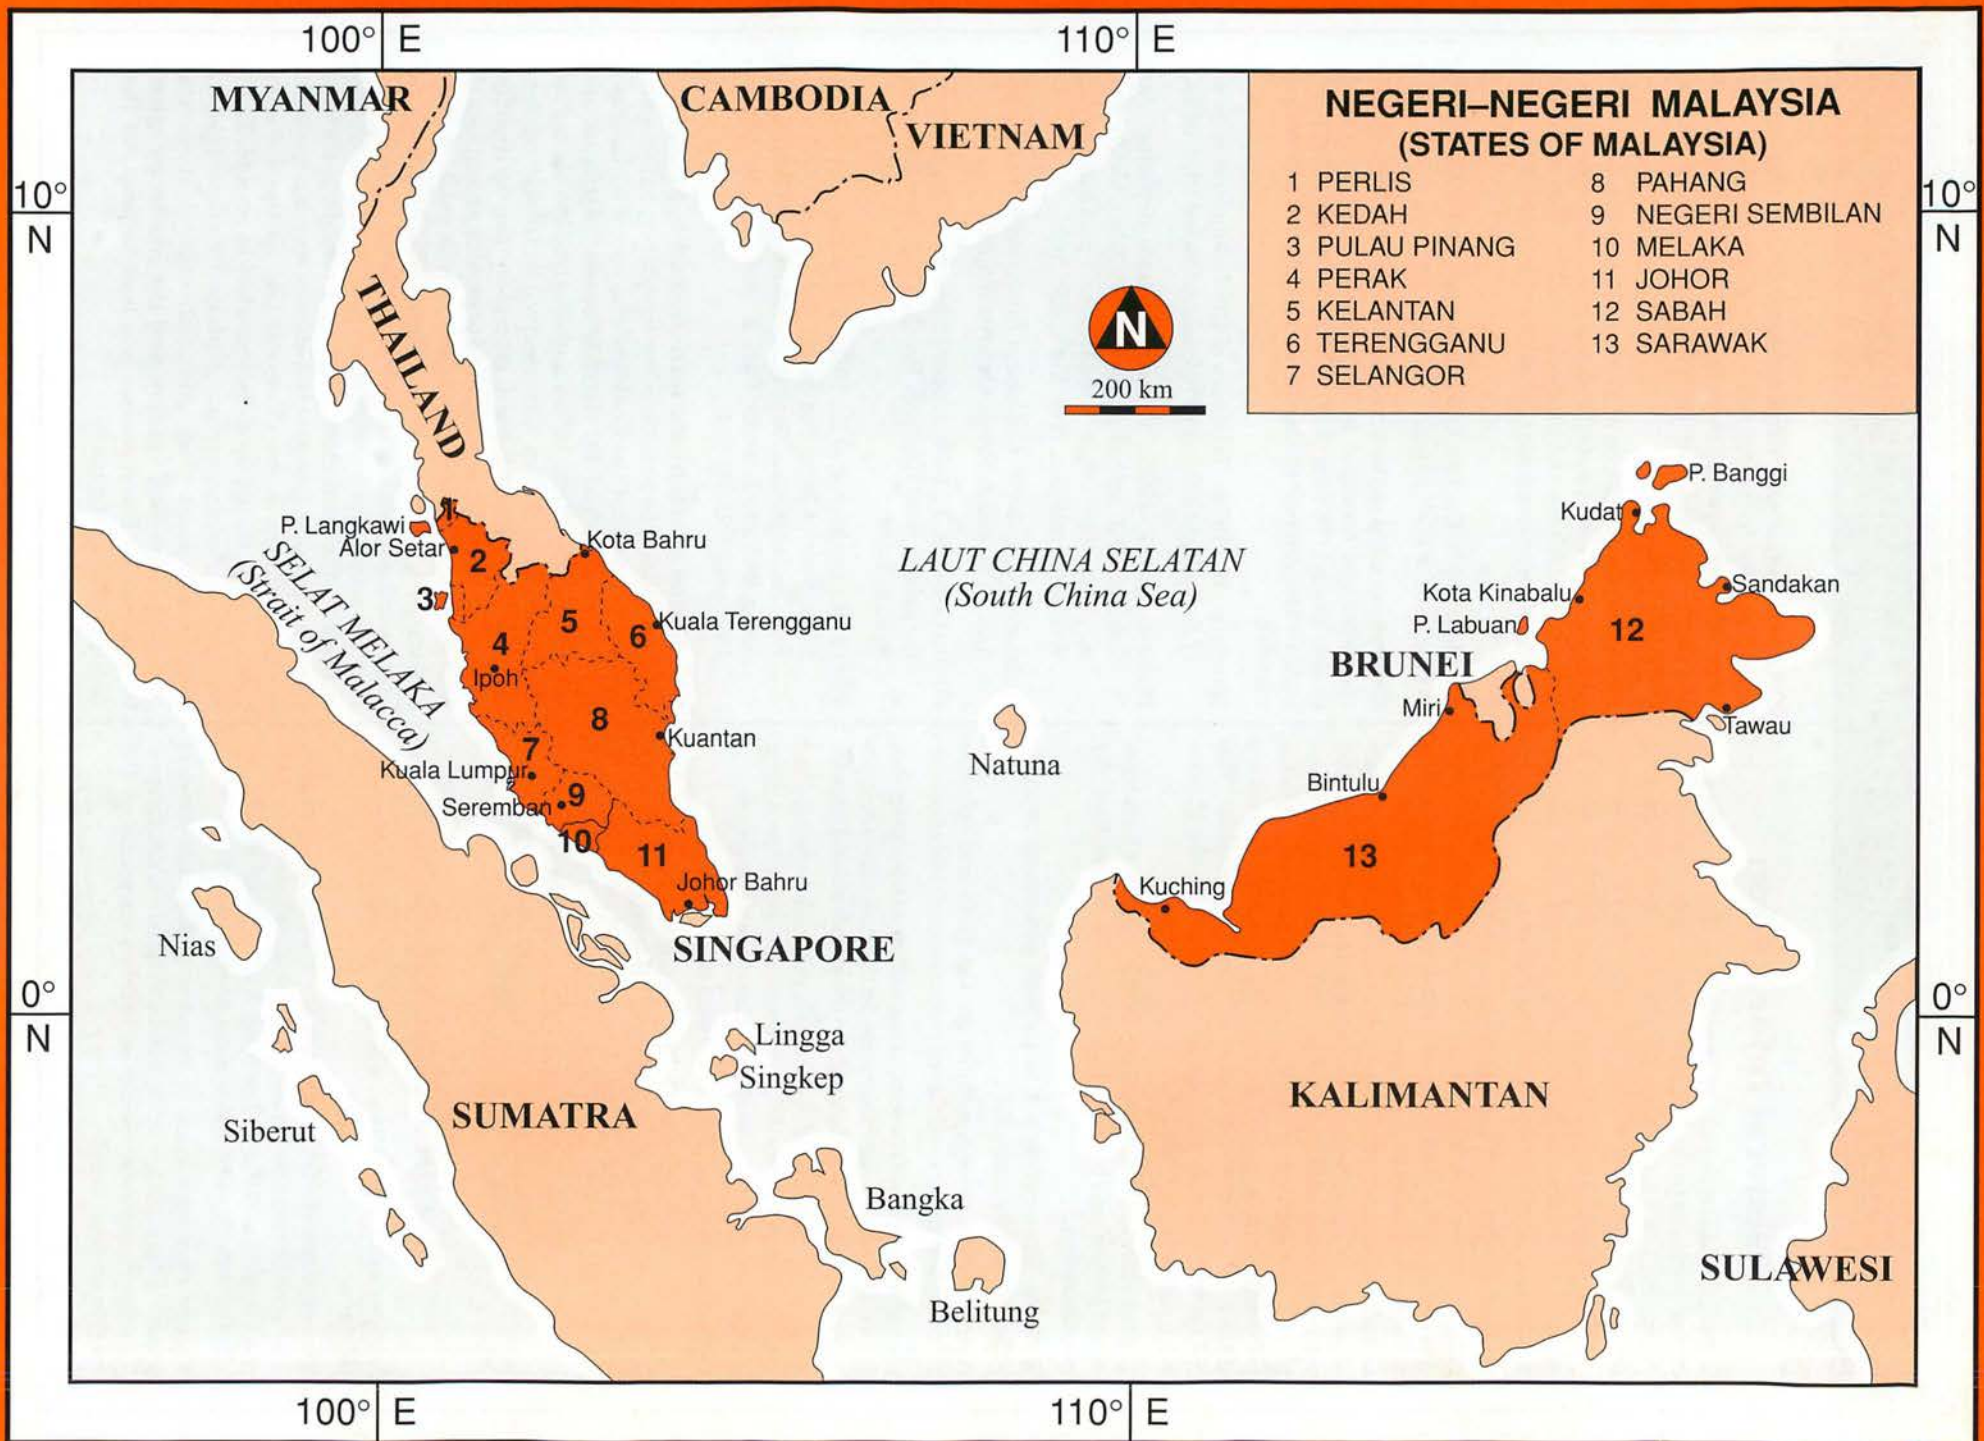 100° E
110° E
MYANMAR
CAMBODIA
VIETNAM
NEGERI–NEGERI MALAYSIA
(STATES OF MALAYSIA)
1 PERLIS
2 KEDAH
3 PULAU PINANG
4 PERAK
5 KELANTAN
6 TERENGGANU
7 SELANGOR
8 PAHANG
9 NEGERI SEMBILAN
10 MELAKA
11 JOHOR
12 SABAH
13 SARAWAK
10°
N
10°
N
THAILAND
N
200 km
P. Banggi
Kudat
1
P. Langkawi
Alor Setar
2
Kota Bahru
SELAT MELAKA
(Strait of Malacca)
LAUT CHINA SELATAN
(South China Sea)
3
Kota Kinabalu
Sandakan
5
Kuala Terengganu
P. Labuan
12
4
6
Ipoh
BRUNEI
8
Miri
Kuantan
Tawau
7
Natuna
Kuala Lumpur
Bintulu
9
Seremban
10
11
13
Johor Bahru
Kuching
Nias
SINGAPORE
0°
N
0°
N
Lingga
Singkep
KALIMANTAN
SUMATRA
Siberut
Bangka
SULAWESI
Belitung
100° E
110° E